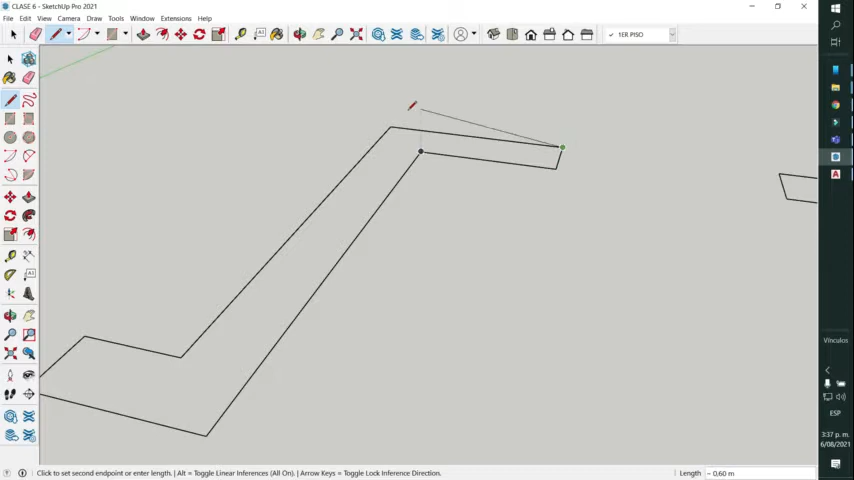 CLASE 6 - SketchUp Pro 2021
File Edit View Camera Draw Tools Window Extensions Help
✓ 1ER PISO
Vínculos
ESP
3:37 p. m.
6/08/2021
Click to set second endpoint or enter length. | Alt = Toggle Linear Inferences (All On). | Arrow Keys = Toggle Lock Inference Direction.
Length ~ 0,60 m